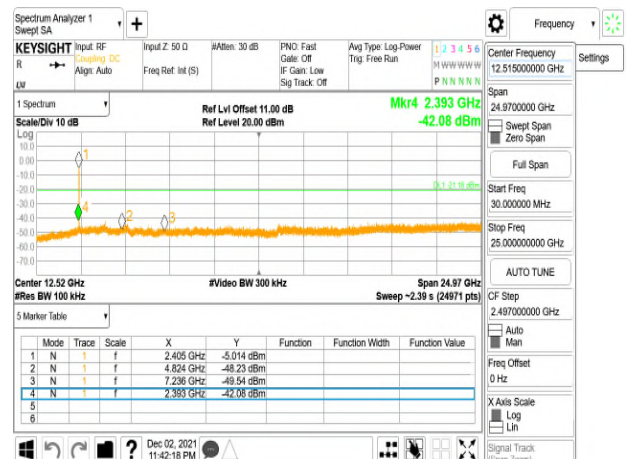 Spectrum Analyzer 1
Swept SA
+
Frequency
KEYSIGHT
R
Input: RF
Coupling: DC
Align: Auto
Input Z: 50 Ω
Freq Ref: Int (S)
#Atten: 30 dB
PNO: Fast
Gate: Off
IF Gain: Low
Sig Track: Off
Avg Type: Log-Power
Trig: Free Run
1 2 3 4 5 6
M W W W W W
P N N N N N
Center Frequency
12.515000000 GHz
Settings
Span
24.9700000 GHz
Swept Span
Zero Span
Full Span
Start Freq
30.000000 MHz
Stop Freq
25.000000000 GHz
AUTO TUNE
CF Step
2.497000000 GHz
Auto
Man
Freq Offset
0 Hz
X Axis Scale
Log
Lin
Signal Track
(Span Zoom)
1 Spectrum
Scale/Div 10 dB
Ref Lvl Offset 11.00 dB
Ref Level 20.00 dBm
Mkr4 2.393 GHz
-42.08 dBm
Log
10.0
0.00
-10.0
-20.0
-30.0
-40.0
-50.0
-60.0
-70.0
1
4
2
3
DL1 -21.18 dBm
Center 12.52 GHz
#Res BW 100 kHz
#Video BW 300 kHz
Span 24.97 GHz
Sweep ~2.39 s (24971 pts)
5 Marker Table
Mode Trace Scale X Y Function Function Width Function Value
1 N 1 f 2.405 GHz -5.014 dBm
2 N 1 f 4.824 GHz -48.23 dBm
3 N 1 f 7.236 GHz -49.54 dBm
4 N 1 f 2.393 GHz -42.08 dBm
5
6
?
Dec 02, 2021
11:42:18 PM